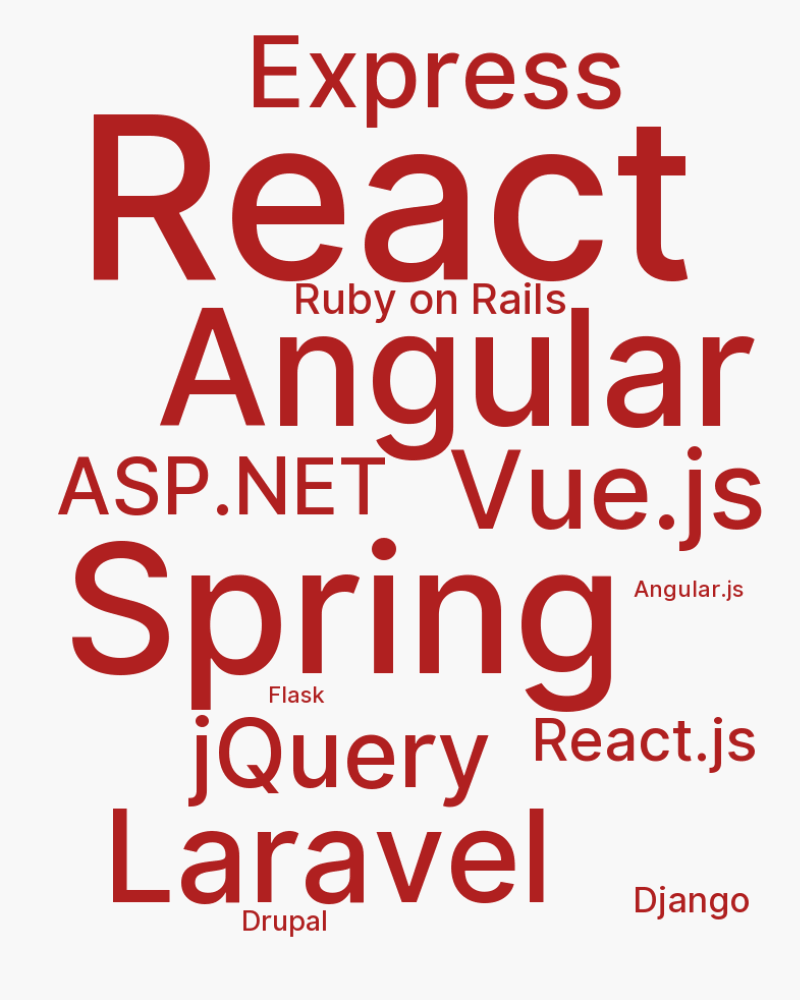 Express
React
Ruby on Rails
Angular
ASP.NET
Vue.js
Spring
Angular.js
Flask
jQuery
React.js
Laravel
Django
Drupal